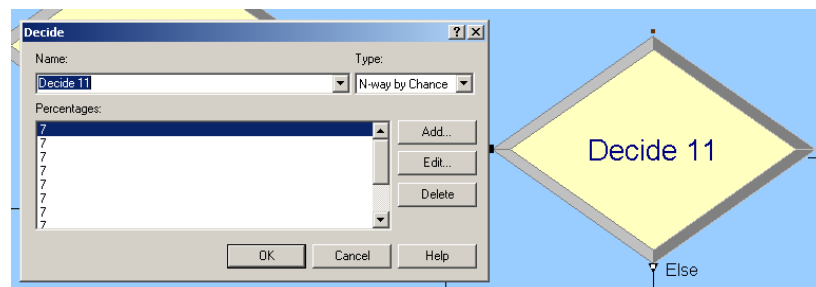 Decide
Name: Type:
Decide 11 N-way by Chance
Percentages:
7
7
7
7
7
7
7
7
Add...
Edit...
Delete
OK Cancel Help
Decide 11
Else